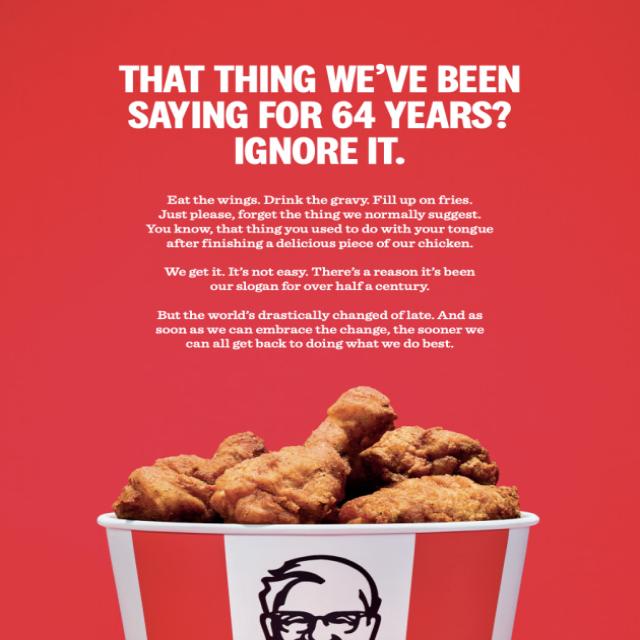 THAT THING WE’VE BEEN
SAYING FOR 64 YEARS?
IGNORE IT.
Eat the wings. Drink the gravy. Fill up on fries.
Just please, forget the thing we normally suggest.
You know, that thing you used to do with your tongue
after finishing a delicious piece of our chicken.
We get it. It’s not easy. There’s a reason it’s been
our slogan for over half a century.
But the world’s drastically changed of late. And as
soon as we can embrace the change, the sooner we
can all get back to doing what we do best.